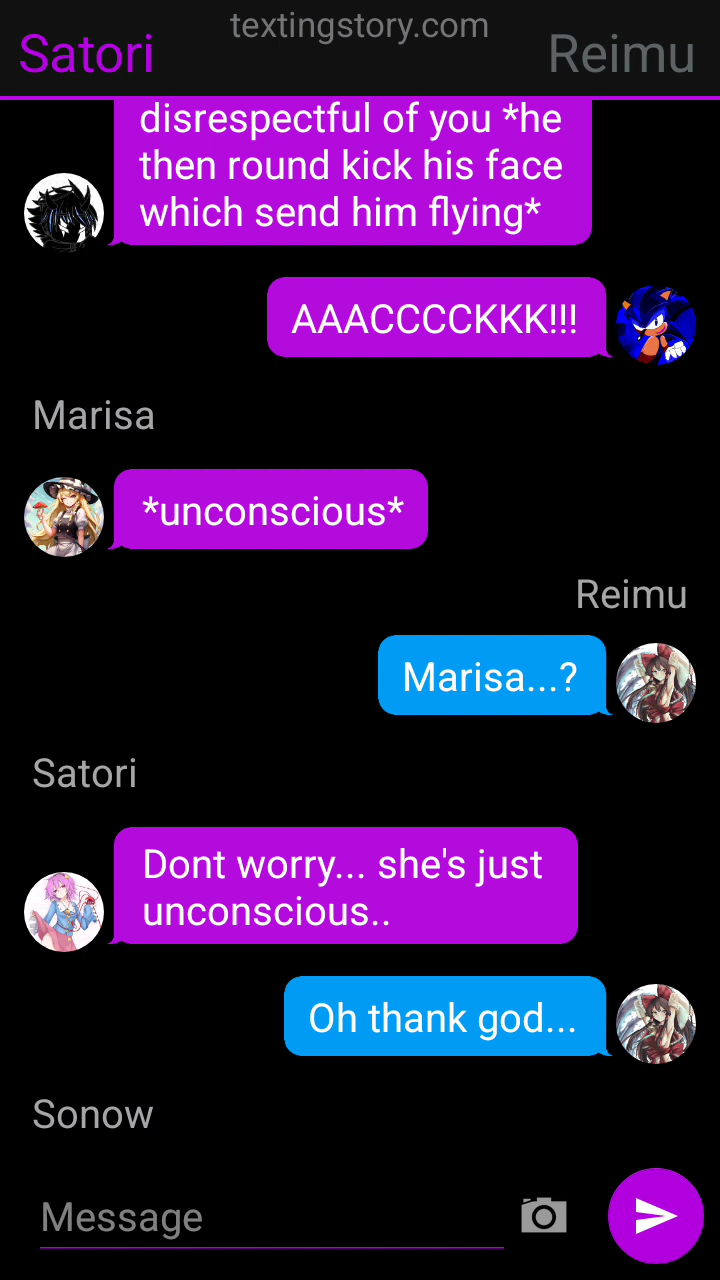 textingstory.com
Satori
Reimu
disrespectful of you *he
then round kick his face
which send him flying*
AAACCCCKKK!!!
Marisa
*unconscious*
Reimu
Marisa...?
Satori
Dont worry... she's just
unconscious..
Oh thank god...
Sonow
Message